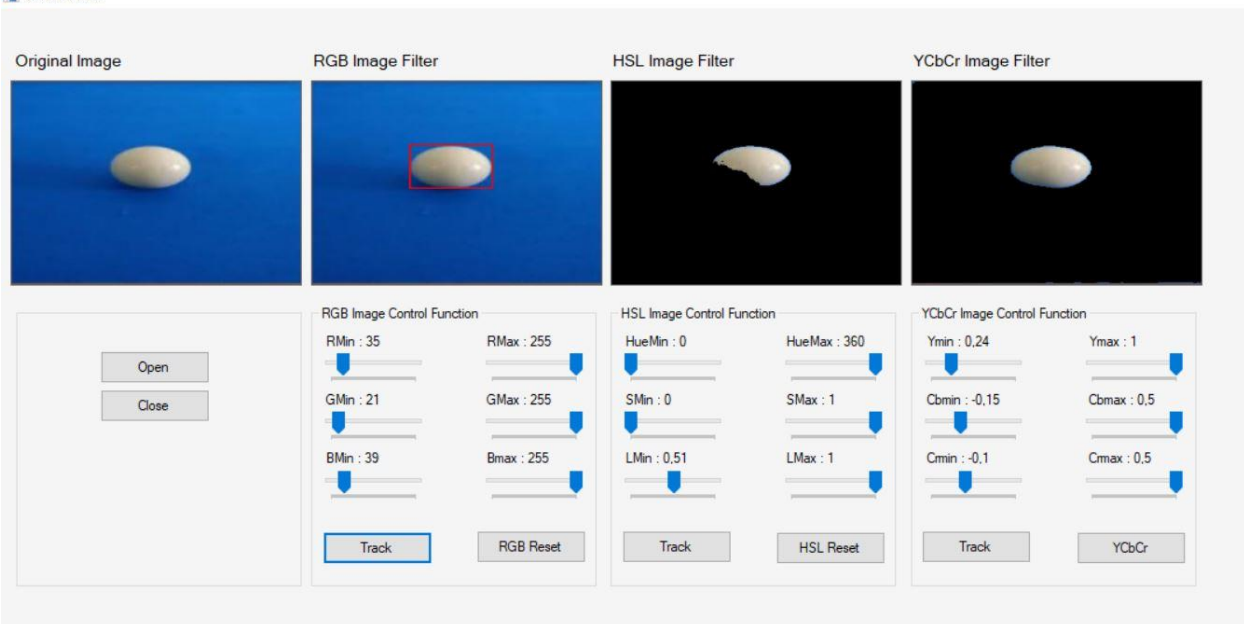 Original Image
RGB Image Filter
HSL Image Filter
YCbCr Image Filter
Open
Close
RGB Image Control Function
RMin : 35
RMax : 255
GMin : 21
GMax : 255
BMin : 39
Bmax : 255
Track
RGB Reset
HSL Image Control Function
HueMin : 0
HueMax : 360
SMin : 0
SMax : 1
LMin : 0,51
LMax : 1
Track
HSL Reset
YCbCr Image Control Function
Ymin : 0,24
Ymax : 1
Cbmin : -0,15
Cbmax : 0,5
Crmin : -0,1
Crmax : 0,5
Track
YCbCr